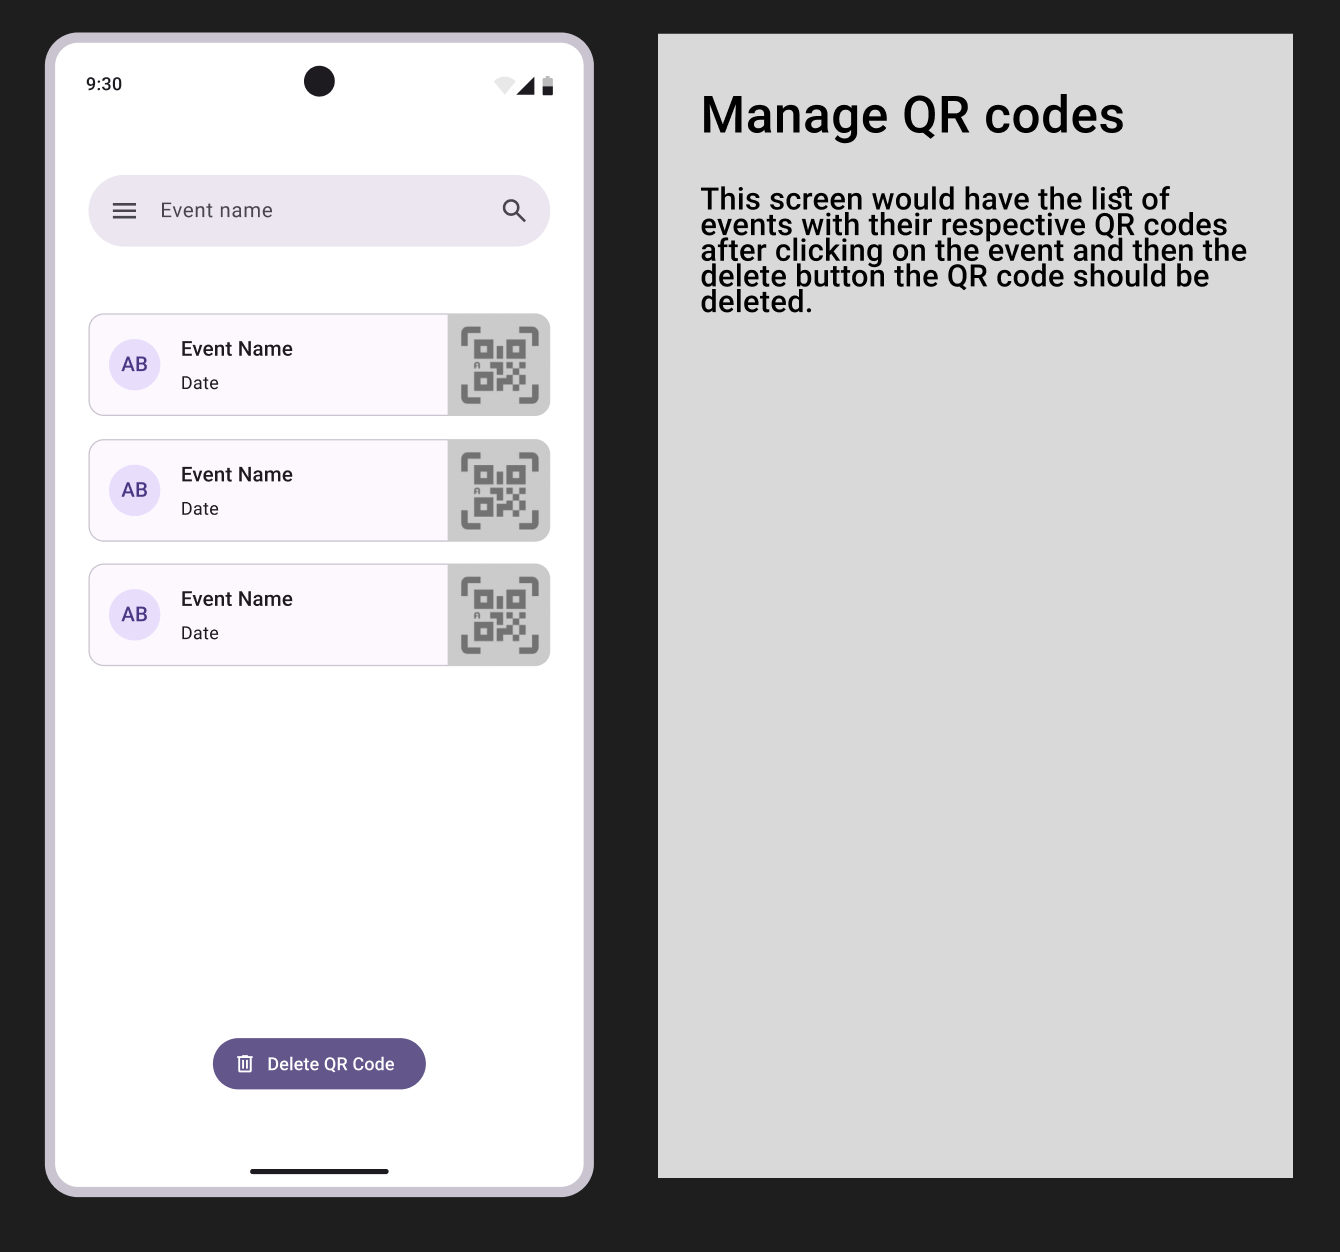 9:30
Event name
AB
Event Name
Date
AB
Event Name
Date
AB
Event Name
Date
Delete QR Code
Manage QR codes
This screen would have the list of
events with their respective QR codes
after clicking on the event and then the
delete button the QR code should be
deleted.